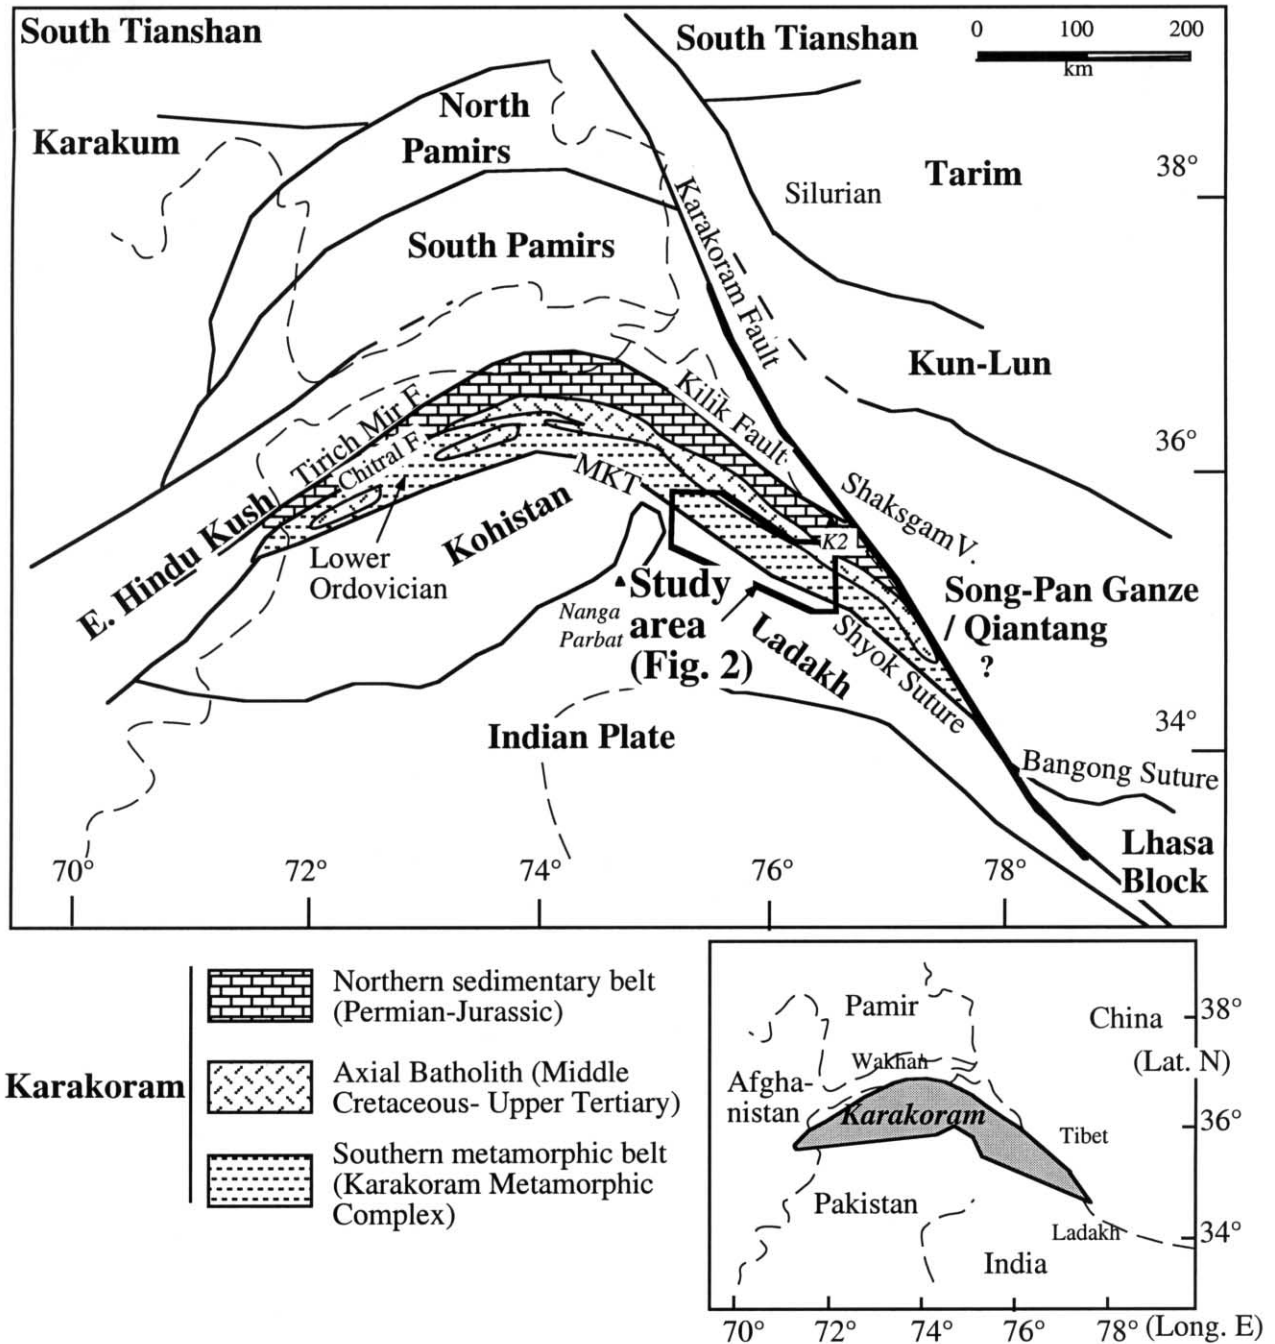 South Tianshan
South Tianshan
0 100 200
km
North
Pamirs
Karakum
38°
Tarim
Silurian
Karakoram Fault
South Pamirs
Kun-Lun
Tirich Mir F.
Kilik Fault
36°
Chitral F.
MKT
Shaksgam V.
E. Hindu Kush
Kohistan
K2
Lower
Ordovician
Nanga
Parbat
Study
area
(Fig. 2)
Ladakh
Shyok Suture
Song-Pan Ganze
/ Qiantang
?
34°
Indian Plate
Bangong Suture
Lhasa
Block
70° 72° 74° 76° 78°
Karakoram
Northern sedimentary belt
(Permian-Jurassic)
Axial Batholith (Middle
Cretaceous- Upper Tertiary)
Southern metamorphic belt
(Karakoram Metamorphic
Complex)
Pamir
China
38°
(Lat. N)
Wakhan
Afgha-
nistan
Karakoram
36°
Tibet
Pakistan
Ladakh
34°
India
70° 72° 74° 76° 78° (Long. E)